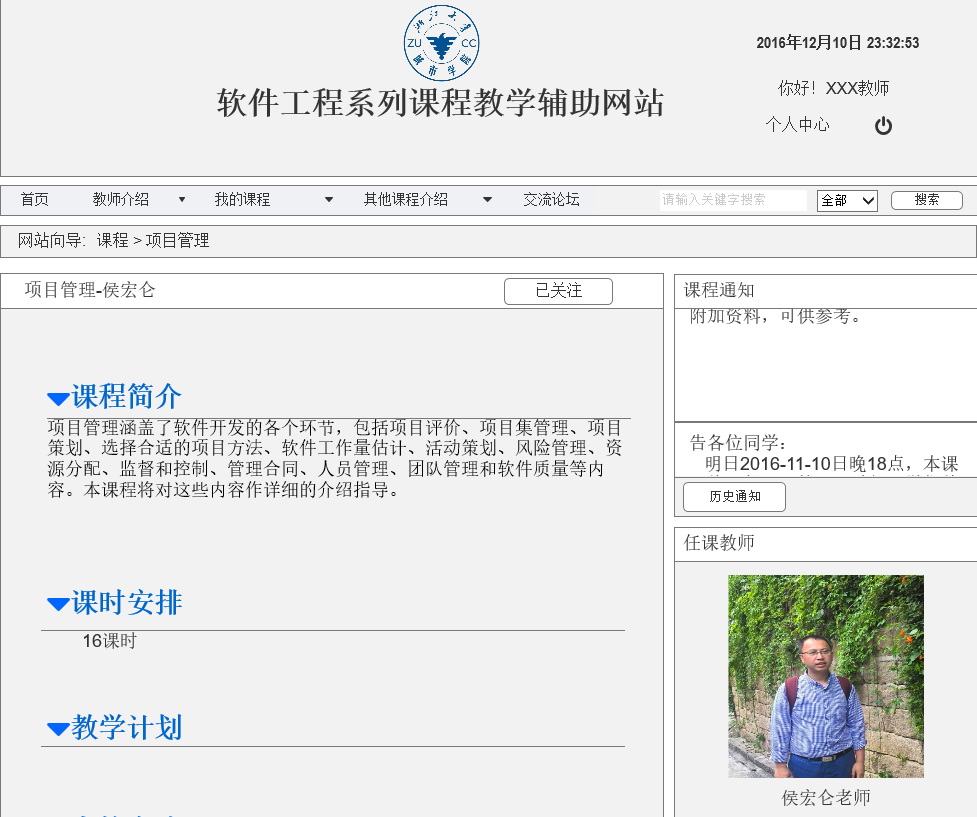 浙江大学
ZU CC
城市学院
2016年12月10日 23:32:53
软件工程系列课程教学辅助网站
你好！XXX教师
个人中心
首页 教师介绍 我的课程 其他课程介绍 交流论坛 请输入关键字搜索 全部 搜索
网站向导: 课程 > 项目管理
项目管理-侯宏仑 已关注
课程简介
项目管理涵盖了软件开发的各个环节，包括项目评价、项目集管理、项目
策划、选择合适的项目方法、软件工作量估计、活动策划、风险管理、资
源分配、监督和控制、管理合同、人员管理、团队管理和软件质量等内
容。本课程将对这些内容作详细的介绍指导。
课时安排
16课时
教学计划
课程通知
附加资料，可供参考。
告各位同学:
明日2016-11-10日晚18点，本课
历史通知
任课教师
侯宏仑老师